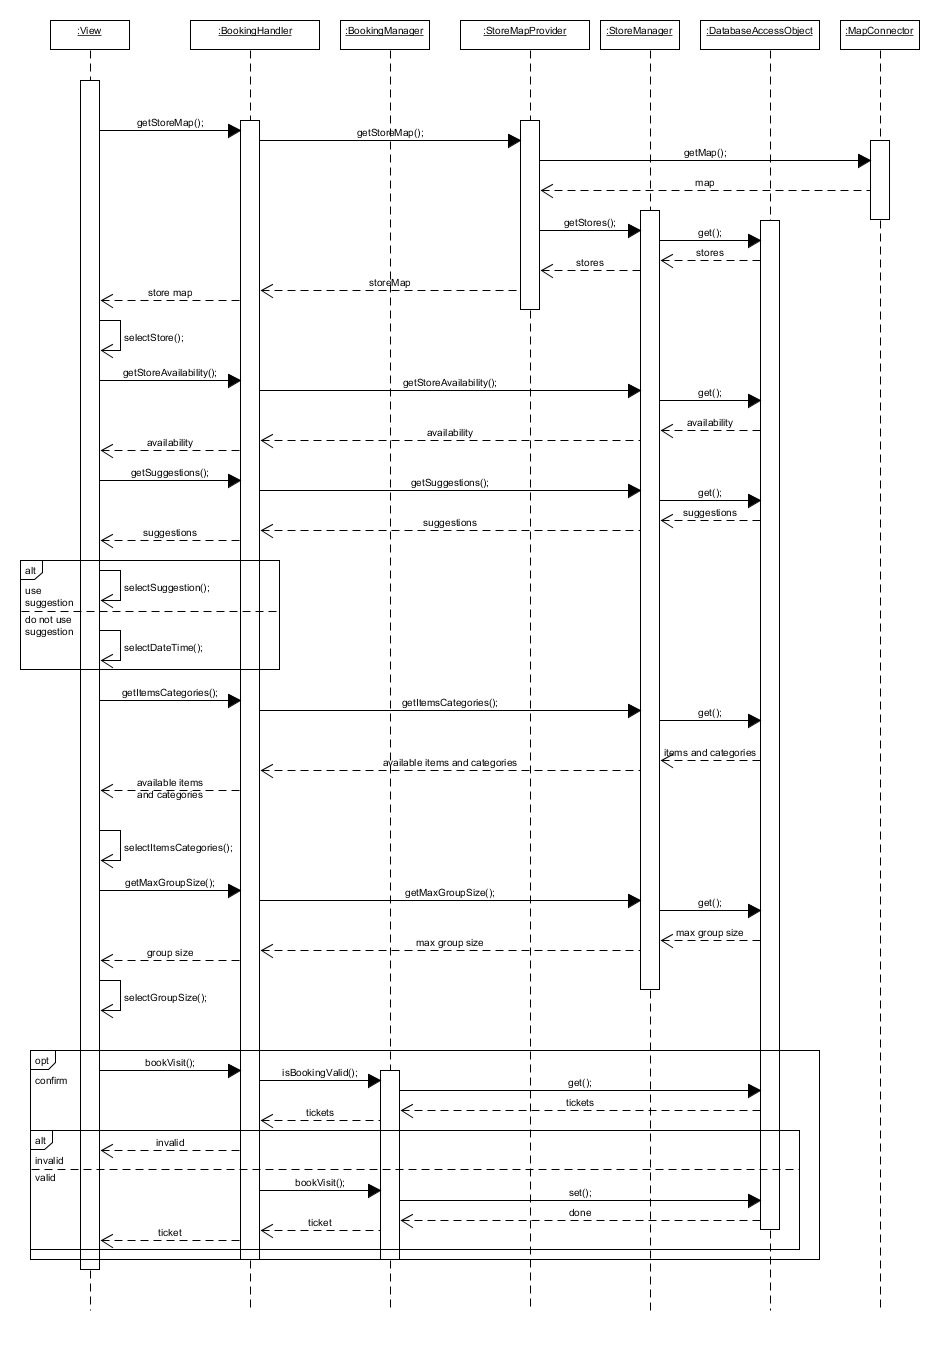 :View
:BookingHandler
:BookingManager
:StoreMapProvider
:StoreManager
:DatabaseAccessObject
:MapConnector
getStoreMap();
getStoreMap();
getMap();
map
getStores();
get();
stores
stores
storeMap
store map
selectStore();
getStoreAvailability();
getStoreAvailability();
get();
availability
availability
availability
getSuggestions();
getSuggestions();
get();
suggestions
suggestions
suggestions
alt
use
suggestion
selectSuggestion();
do not use
suggestion
selectDateTime();
getItemsCategories();
getItemsCategories();
get();
items and categories
available items and categories
available items
and categories
selectItemsCategories();
getMaxGroupSize();
getMaxGroupSize();
get();
max group size
max group size
group size
selectGroupSize();
opt
confirm
bookVisit();
isBookingValid();
get();
tickets
tickets
alt
invalid
invalid
valid
bookVisit();
set();
done
ticket
ticket